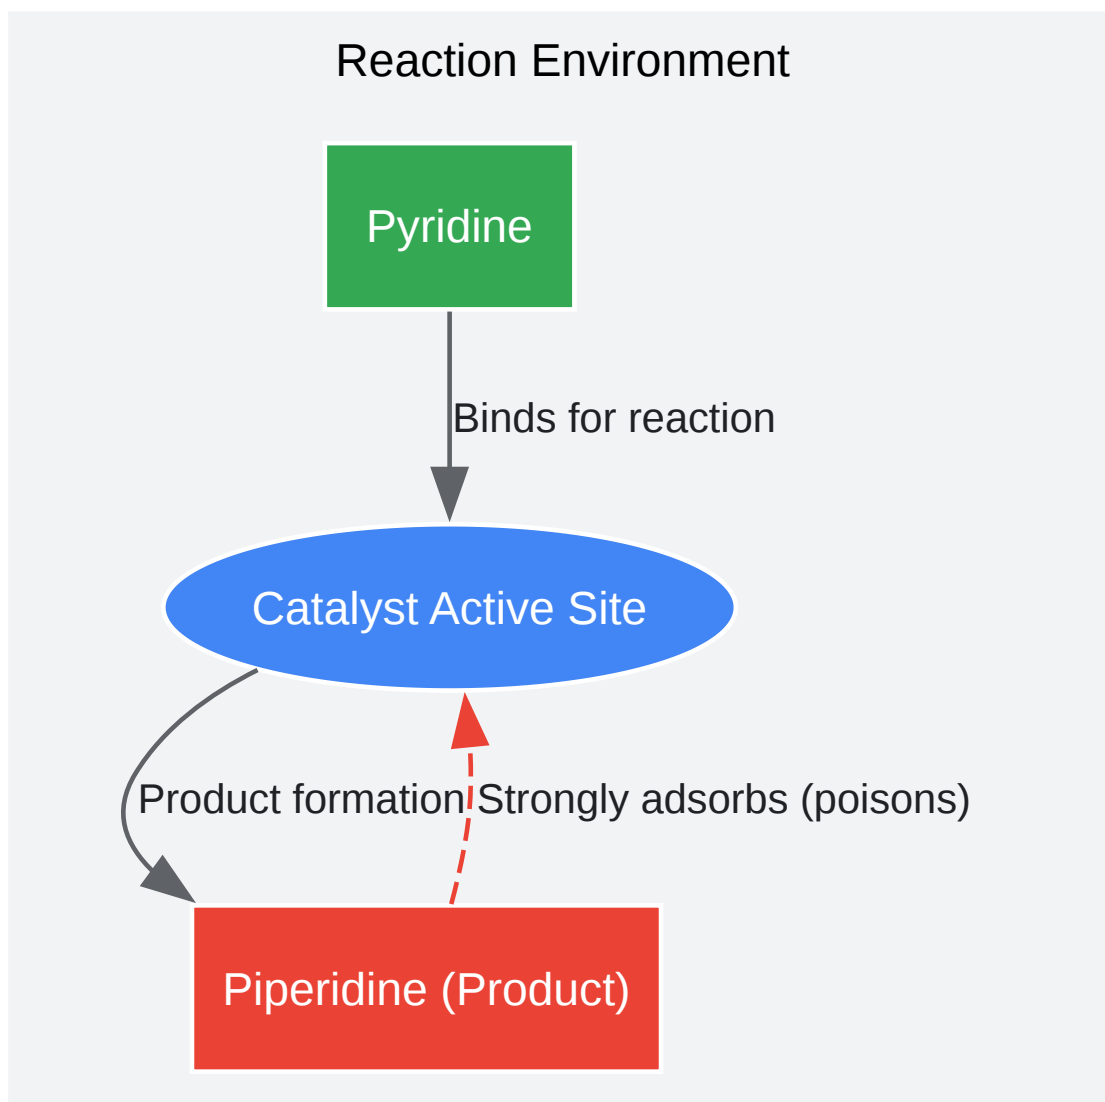 Reaction Environment
Pyridine
Binds for reaction
Catalyst Active Site
Product formation
Strongly adsorbs (poisons)
Piperidine (Product)